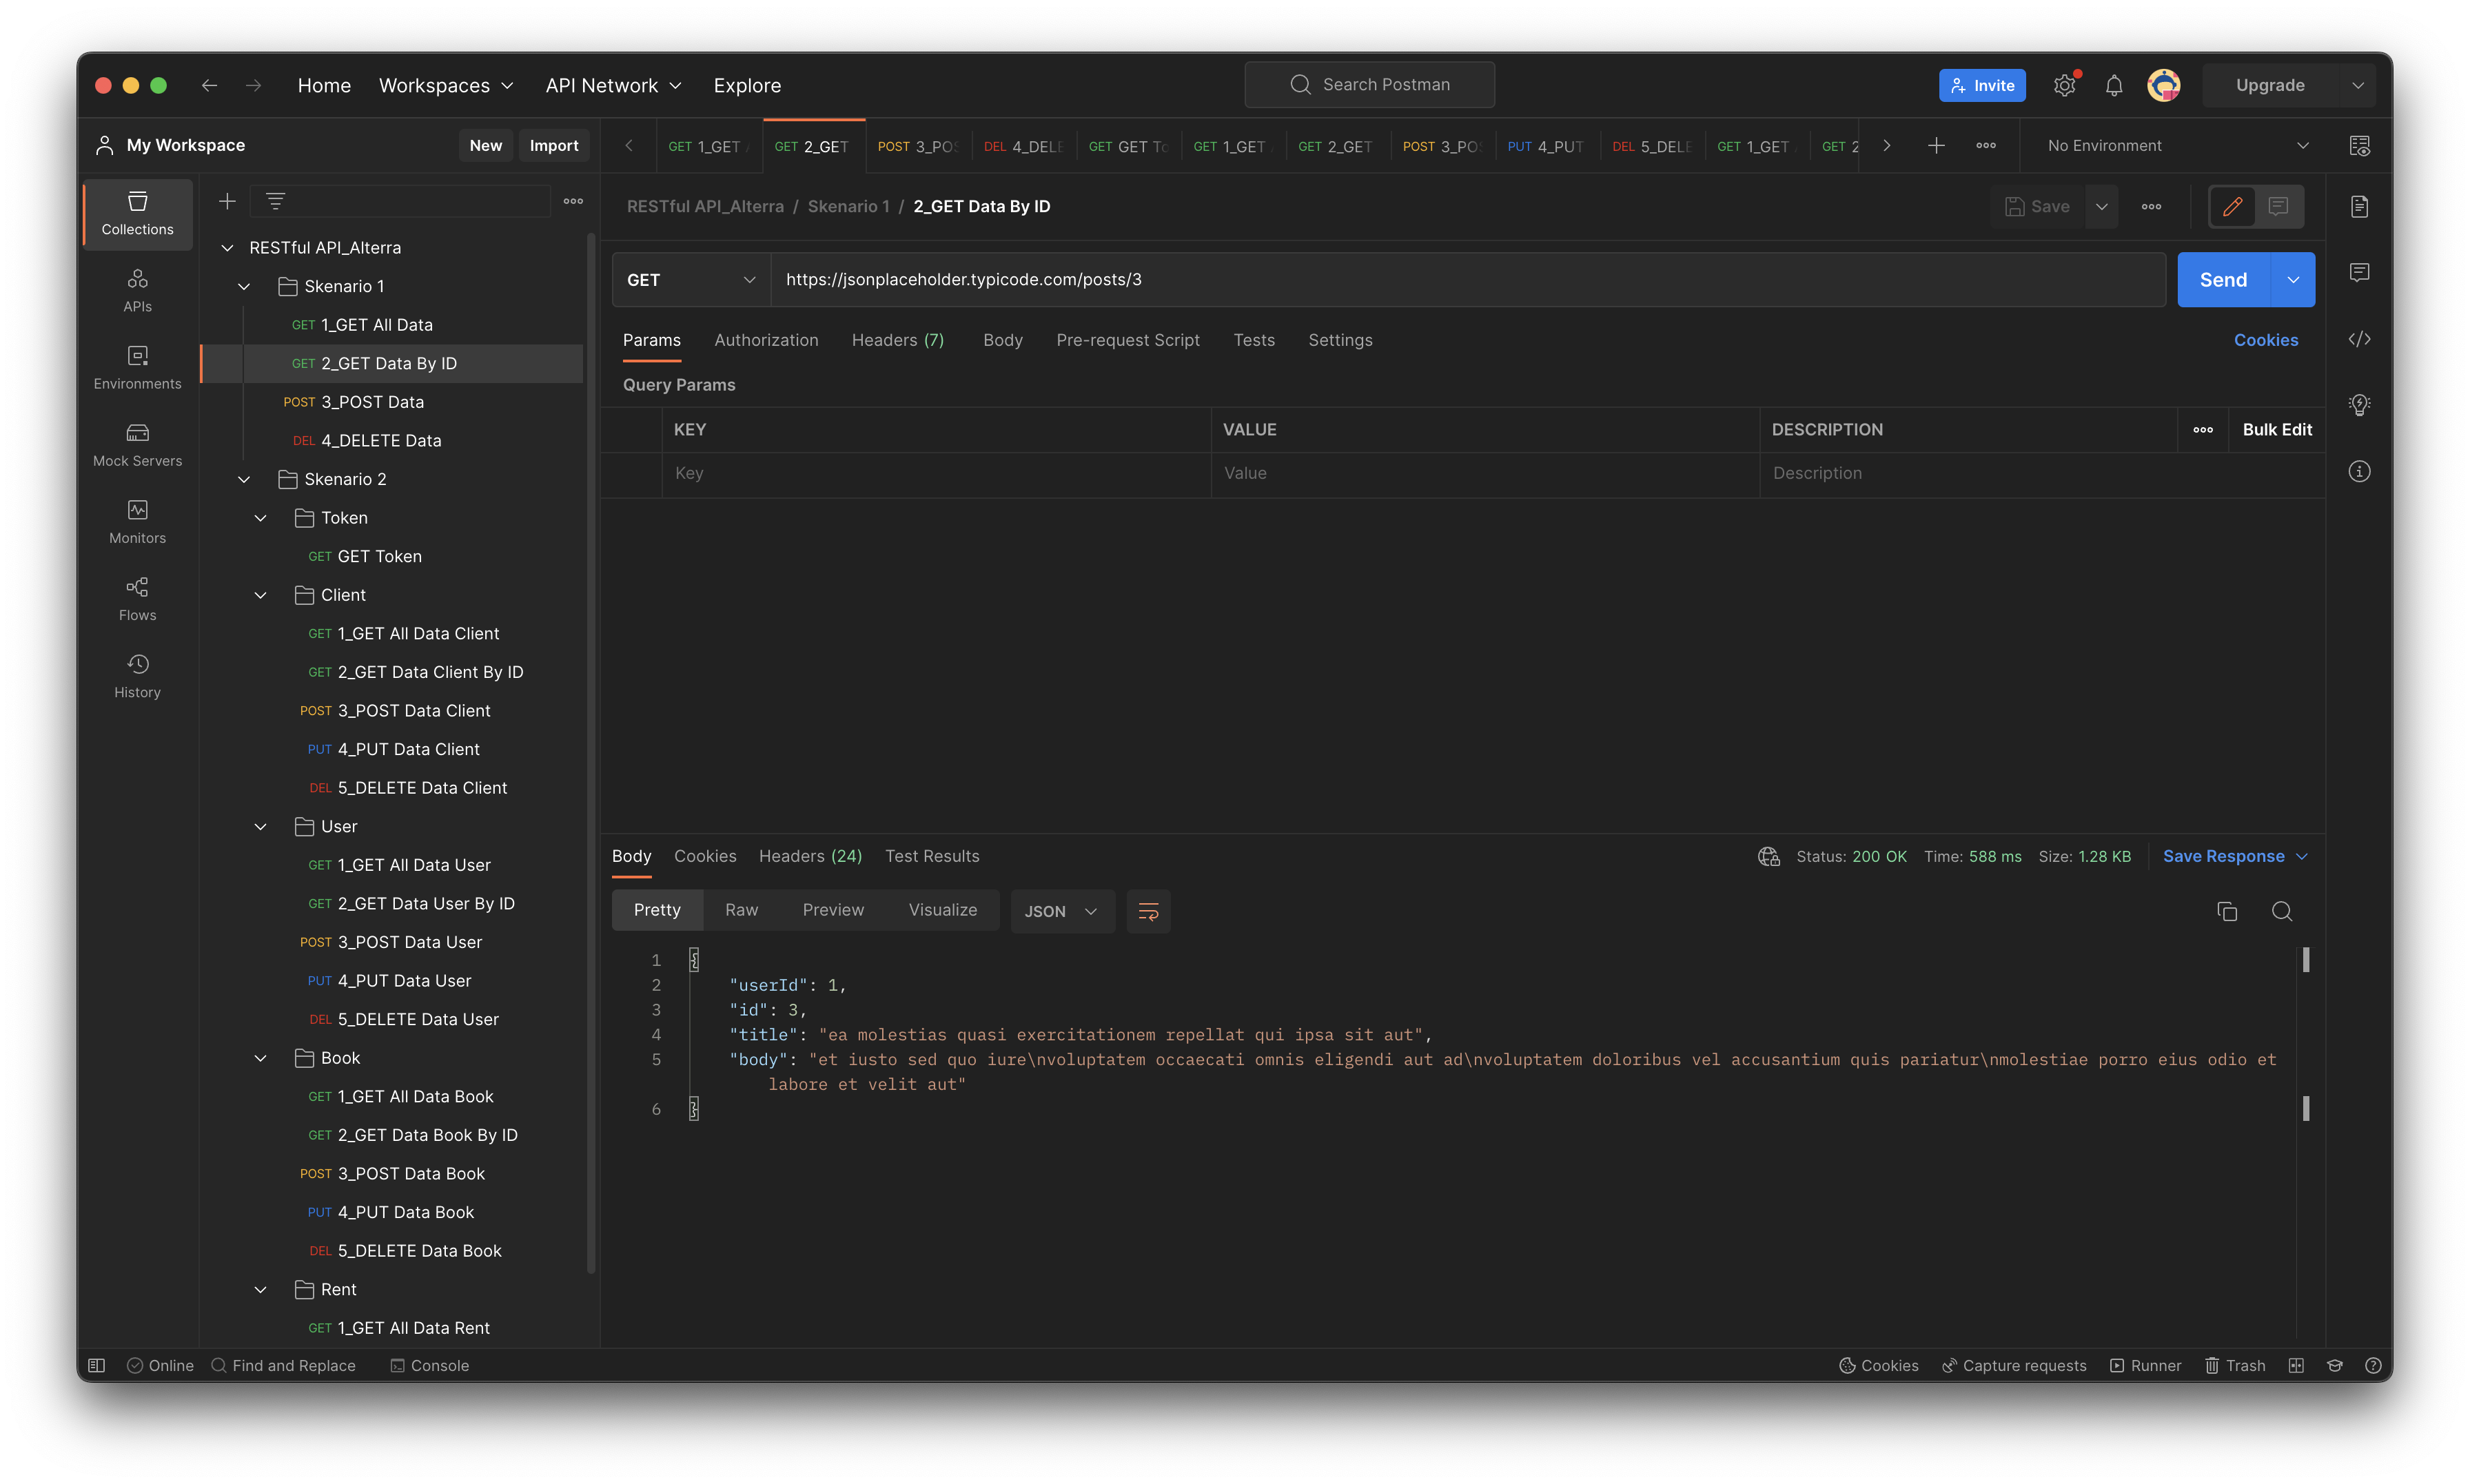 Home Workspaces API Network Explore Search Postman Invite Upgrade
My Workspace New Import
GET 1_GET GET 2_GET POST 3_POS DEL 4_DELE GET GET To GET 1_GET GET 2_GET POST 3_PO PUT 4_PUT DEL 5_DELE GET 1_GET GET 2 No Environment
Collections
APIs
Environments
Mock Servers
Monitors
Flows
History
RESTful API_Alterra
Skenario 1
GET 1_GET All Data
GET 2_GET Data By ID
POST 3_POST Data
DEL 4_DELETE Data
Skenario 2
Token
GET GET Token
Client
GET 1_GET All Data Client
GET 2_GET Data Client By ID
POST 3_POST Data Client
PUT 4_PUT Data Client
DEL 5_DELETE Data Client
User
GET 1_GET All Data User
GET 2_GET Data User By ID
POST 3_POST Data User
PUT 4_PUT Data User
DEL 5_DELETE Data User
Book
GET 1_GET All Data Book
GET 2_GET Data Book By ID
POST 3_POST Data Book
PUT 4_PUT Data Book
DEL 5_DELETE Data Book
Rent
GET 1_GET All Data Rent
RESTful API_Alterra / Skenario 1 / 2_GET Data By ID Save
GET https://jsonplaceholder.typicode.com/posts/3 Send
Params Authorization Headers (7) Body Pre-request Script Tests Settings Cookies
Query Params
KEY VALUE DESCRIPTION Bulk Edit
Key Value Description
Body Cookies Headers (24) Test Results Status: 200 OK Time: 588 ms Size: 1.28 KB Save Response
Pretty Raw Preview Visualize JSON
1 {
2 "userId": 1,
3 "id": 3,
4 "title": "ea molestias quasi exercitationem repellat qui ipsa sit aut",
5 "body": "et iusto sed quo iure\nvoluptatem occaecati omnis eligendi aut ad\nvoluptatem doloribus vel accusantium quis pariatur\nmolestiae porro eius odio et
labore et velit aut"
6 }
Online Find and Replace Console Cookies Capture requests Runner Trash